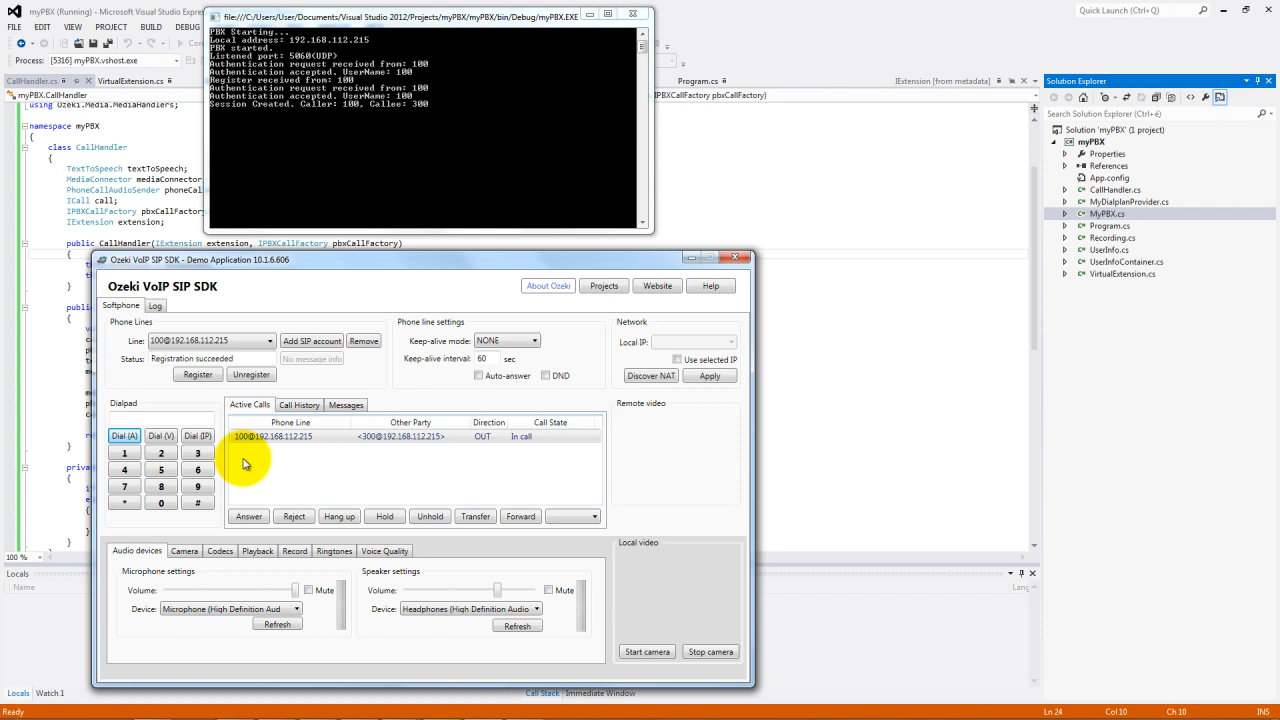 myPBX (Running) - Microsoft Visual Studio Expres
Quick Launch (Ctrl+Q)
FILE EDIT VIEW PROJECT BUILD DEBUG
Process: [5316] myPBX.vshost.exe
CallHandler.cs VirtualExtension.cs Program.cs IExtension [from metadata]
myPBX.CallHandler IPBXCallFactory pbxCallFactory)
using Ozeki.Media.MediaHandlers;
namespace myPBX
{
class CallHandler
{
TextToSpeech textToSpeech;
MediaConnector mediaConnector
PhoneCallAudioSender phoneCall
ICall call;
IPBXCallFactory pbxCallFactory
IExtension extension;
public CallHandler(IExtension extension, IPBXCallFactory pbxCallFactory)
{
}
100 %
Locals
Name
Lang
Locals Watch 1
Call Stack Immediate Window
Ln 24 Col 10 Ch 10 INS
file:///C:/Users/User/Documents/Visual Studio 2012/Projects/myPBX/myPBX/bin/Debug/myPBX.EXE
PBX Starting...
Local address: 192.168.112.215
PBX started.
Listened port: 5060(UDP)
Authentication request received from: 100
Authentication accepted. UserName: 100
Register received from: 100
Authentication request received from: 100
Authentication accepted. UserName: 100
Session Created. Caller: 100, Callee: 300
Ozeki VoIP SIP SDK - Demo Application 10.1.6.606
Ozeki VoIP SIP SDK
About Ozeki Projects Website Help
Softphone Log
Phone Lines
Line: 100@192.168.112.215 Add SIP account Remove
Status: Registration succeeded No message info
Register Unregister
Phone line settings
Keep-alive mode: NONE
Keep-alive interval: 60 sec
Auto-answer DND
Network
Local IP:
Use selected IP
Discover NAT Apply
Dialpad
Dial (A) Dial (V) Dial (IP)
1 2 3
4 5 6
7 8 9
* 0 #
Active Calls Call History Messages
Phone Line Other Party Direction Call State
100@192.168.112.215 <300@192.168.112.215> OUT In call
Answer Reject Hang up Hold Unhold Transfer Forward
Remote video
Audio devices Camera Codecs Playback Record Ringtones Voice Quality
Microphone settings
Volume: Mute
Device: Microphone (High Definition Aud
Refresh
Speaker settings
Volume: Mute
Device: Headphones (High Definition Audio
Refresh
Local video
Start camera Stop camera
Solution Explorer
Search Solution Explorer (Ctrl+é)
Solution 'myPBX' (1 project)
myPBX
Properties
References
App.config
CallHandler.cs
MyDialplanProvider.cs
MyPBX.cs
Program.cs
Recording.cs
UserInfo.cs
UserInfoContainer.cs
VirtualExtension.cs